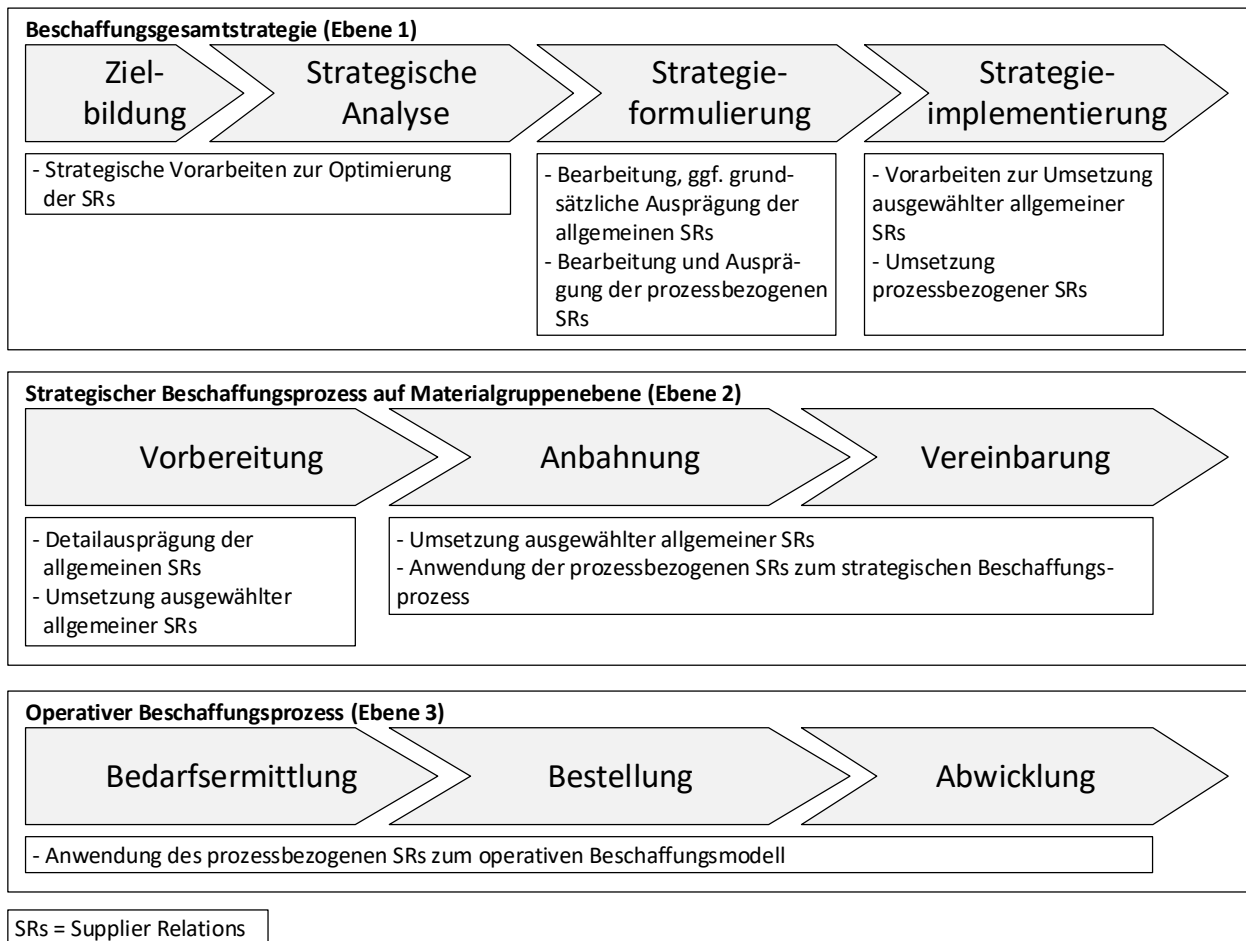 Beschaffungsgesamtstrategie (Ebene 1)
Ziel-
bildung
Strategische
Analyse
Strategie-
formulierung
Strategie-
implementierung
- Strategische Vorarbeiten zur Optimierung
der SRs
- Bearbeitung, ggf. grund-
sätzliche Ausprägung der
allgemeinen SRs
- Bearbeitung und Ausprä-
gung der prozessbezogenen
SRs
- Vorarbeiten zur Umsetzung
ausgewählter allgemeiner
SRs
- Umsetzung
prozessbezogener SRs
Strategischer Beschaffungsprozess auf Materialgruppenebene (Ebene 2)
Vorbereitung
Anbahnung
Vereinbarung
- Detailausprägung der
allgemeinen SRs
- Umsetzung ausgewählter
allgemeiner SRs
- Umsetzung ausgewählter allgemeiner SRs
- Anwendung der prozessbezogenen SRs zum strategischen Beschaffungs-
prozess
Operativer Beschaffungsprozess (Ebene 3)
Bedarfsermittlung
Bestellung
Abwicklung
- Anwendung des prozessbezogenen SRs zum operativen Beschaffungsmodell
SRs = Supplier Relations